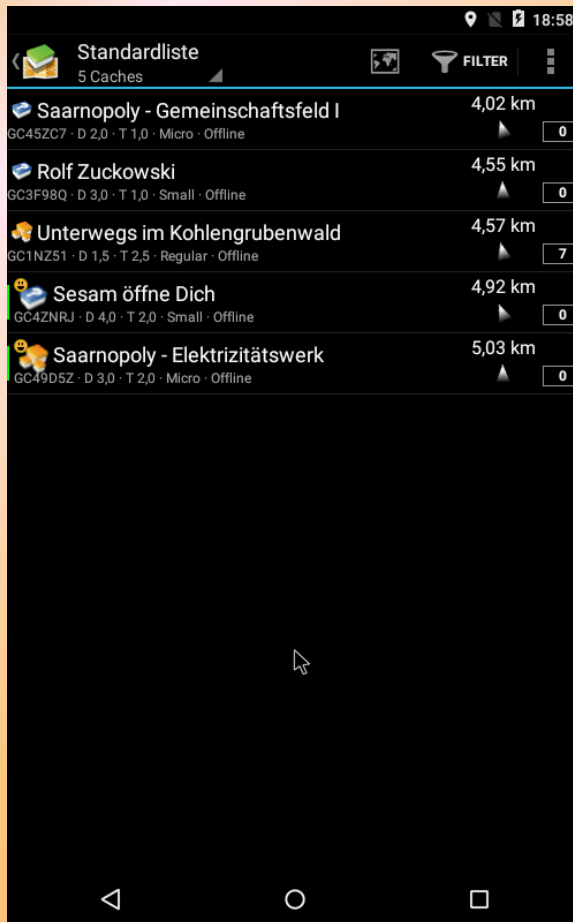 18:58
Standardliste
5 Caches
FILTER
Saarnopoly - Gemeinschaftsfeld I
4,02 km
GC45ZC7 · D 2,0 · T 1,0 · Micro · Offline
0
Rolf Zuckowski
4,55 km
GC3F98Q · D 3,0 · T 1,0 · Small · Offline
0
Unterwegs im Kohlengrubenwald
4,57 km
GC1NZ51 · D 1,5 · T 2,5 · Regular · Offline
7
Sesam öffne Dich
4,92 km
GC4ZNRJ · D 4,0 · T 2,0 · Small · Offline
0
Saarnopoly - Elektrizitätswerk
5,03 km
GC49D5Z · D 3,0 · T 2,0 · Micro · Offline
0